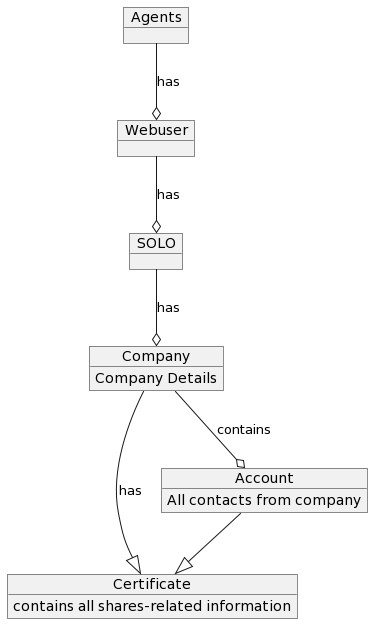 Agents
has
Webuser
has
SOLO
has
Company
Company Details
contains
Account
All contacts from company
has
Certificate
contains all shares-related information